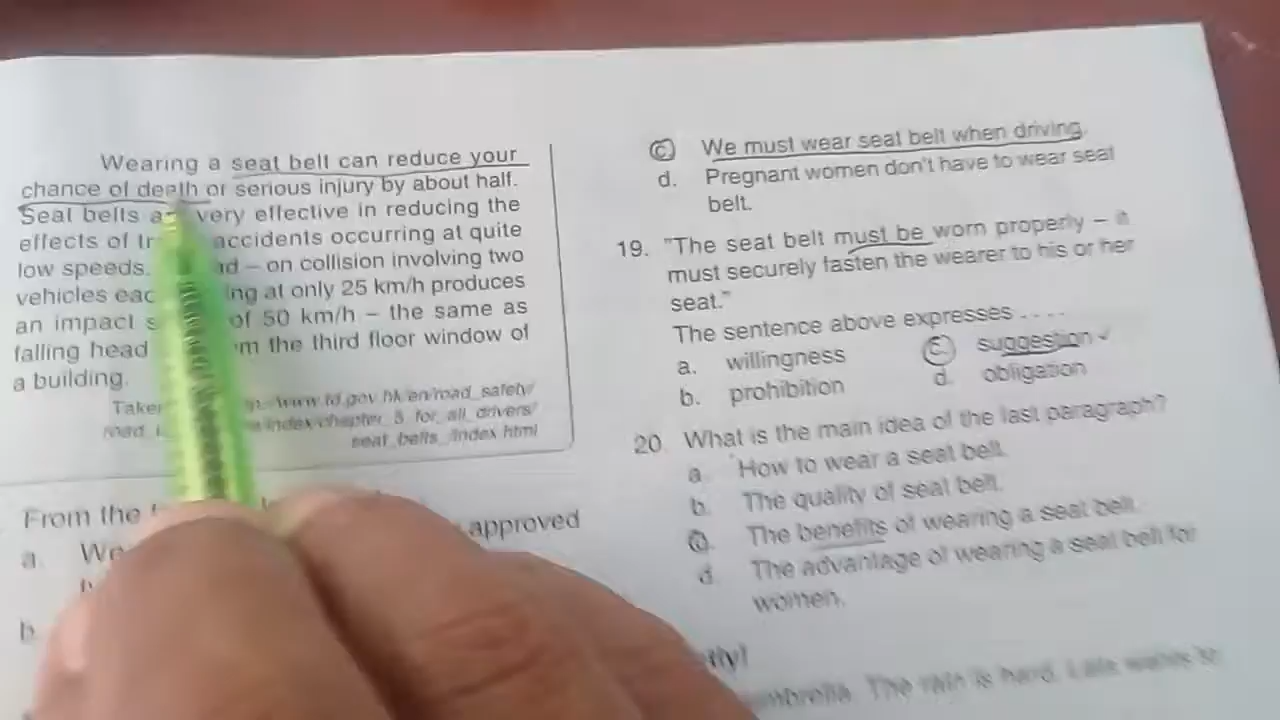 Wearing a seat belt can reduce your
chance of death or serious injury by about half.
Seat belts a very effective in reducing the
effects of tr accidents occurring at quite
low speeds. ad – on collision involving two
vehicles eac ing at only 25 km/h produces
an impact s of 50 km/h – the same as
falling head m the third floor window of
a building.
Taken www.td.gov.hk/en/road_safety/
index/chapter_5_for_all_drivers/
seat_belts_/index.html
From the approved
a. We
b.
c. We must wear seat belt when driving.
d. Pregnant women don't have to wear seat
belt.
19. "The seat belt must be worn properly – it
must securely fasten the wearer to his or her
seat."
The sentence above expresses . . . .
a. willingness
b. prohibition
c. suggestion
d. obligation
20. What is the main idea of the last paragraph?
a. How to wear a seat belt.
b. The quality of seat belt.
c. The benefits of wearing a seat belt.
d. The advantage of wearing a seat belt for
women.
umbrella. The rain is hard. Lala wants to